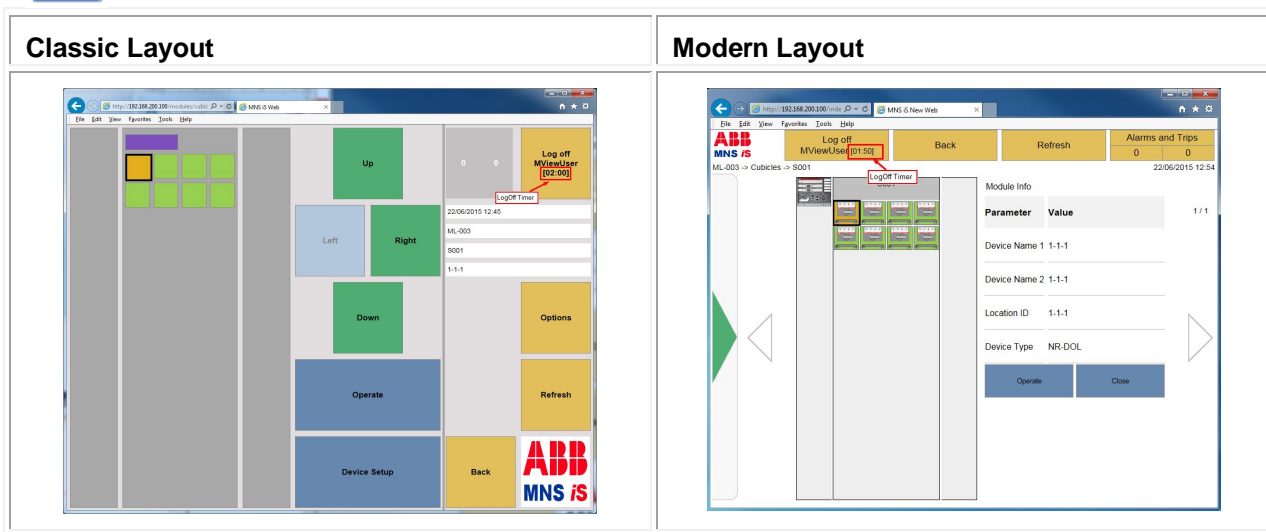 Classic Layout
Modern Layout
http://192.168.200.100/modules/cubic
MNS iS Web
File Edit View Favorites Tools Help
Up
0 0
Log off
MViewUser
[02:00]
LogOff Timer
22/06/2015 12:45
ML-003
S001
1-1-1
Left
Right
Down
Options
Operate
Refresh
Device Setup
Back
ABB
MNS iS
http://192.168.200.100/inde
MNS iS New Web
File Edit View Favorites Tools Help
ABB
MNS iS
Log off
MViewUser [01:50]
Back
Refresh
Alarms and Trips
0 0
ML-003 -> Cubicles -> S001
LogOff Timer
22/06/2015 12:54
Module Info
Parameter Value 1 / 1
Device Name 1 1-1-1
Device Name 2 1-1-1
Location ID 1-1-1
Device Type NR-DOL
Operate
Close